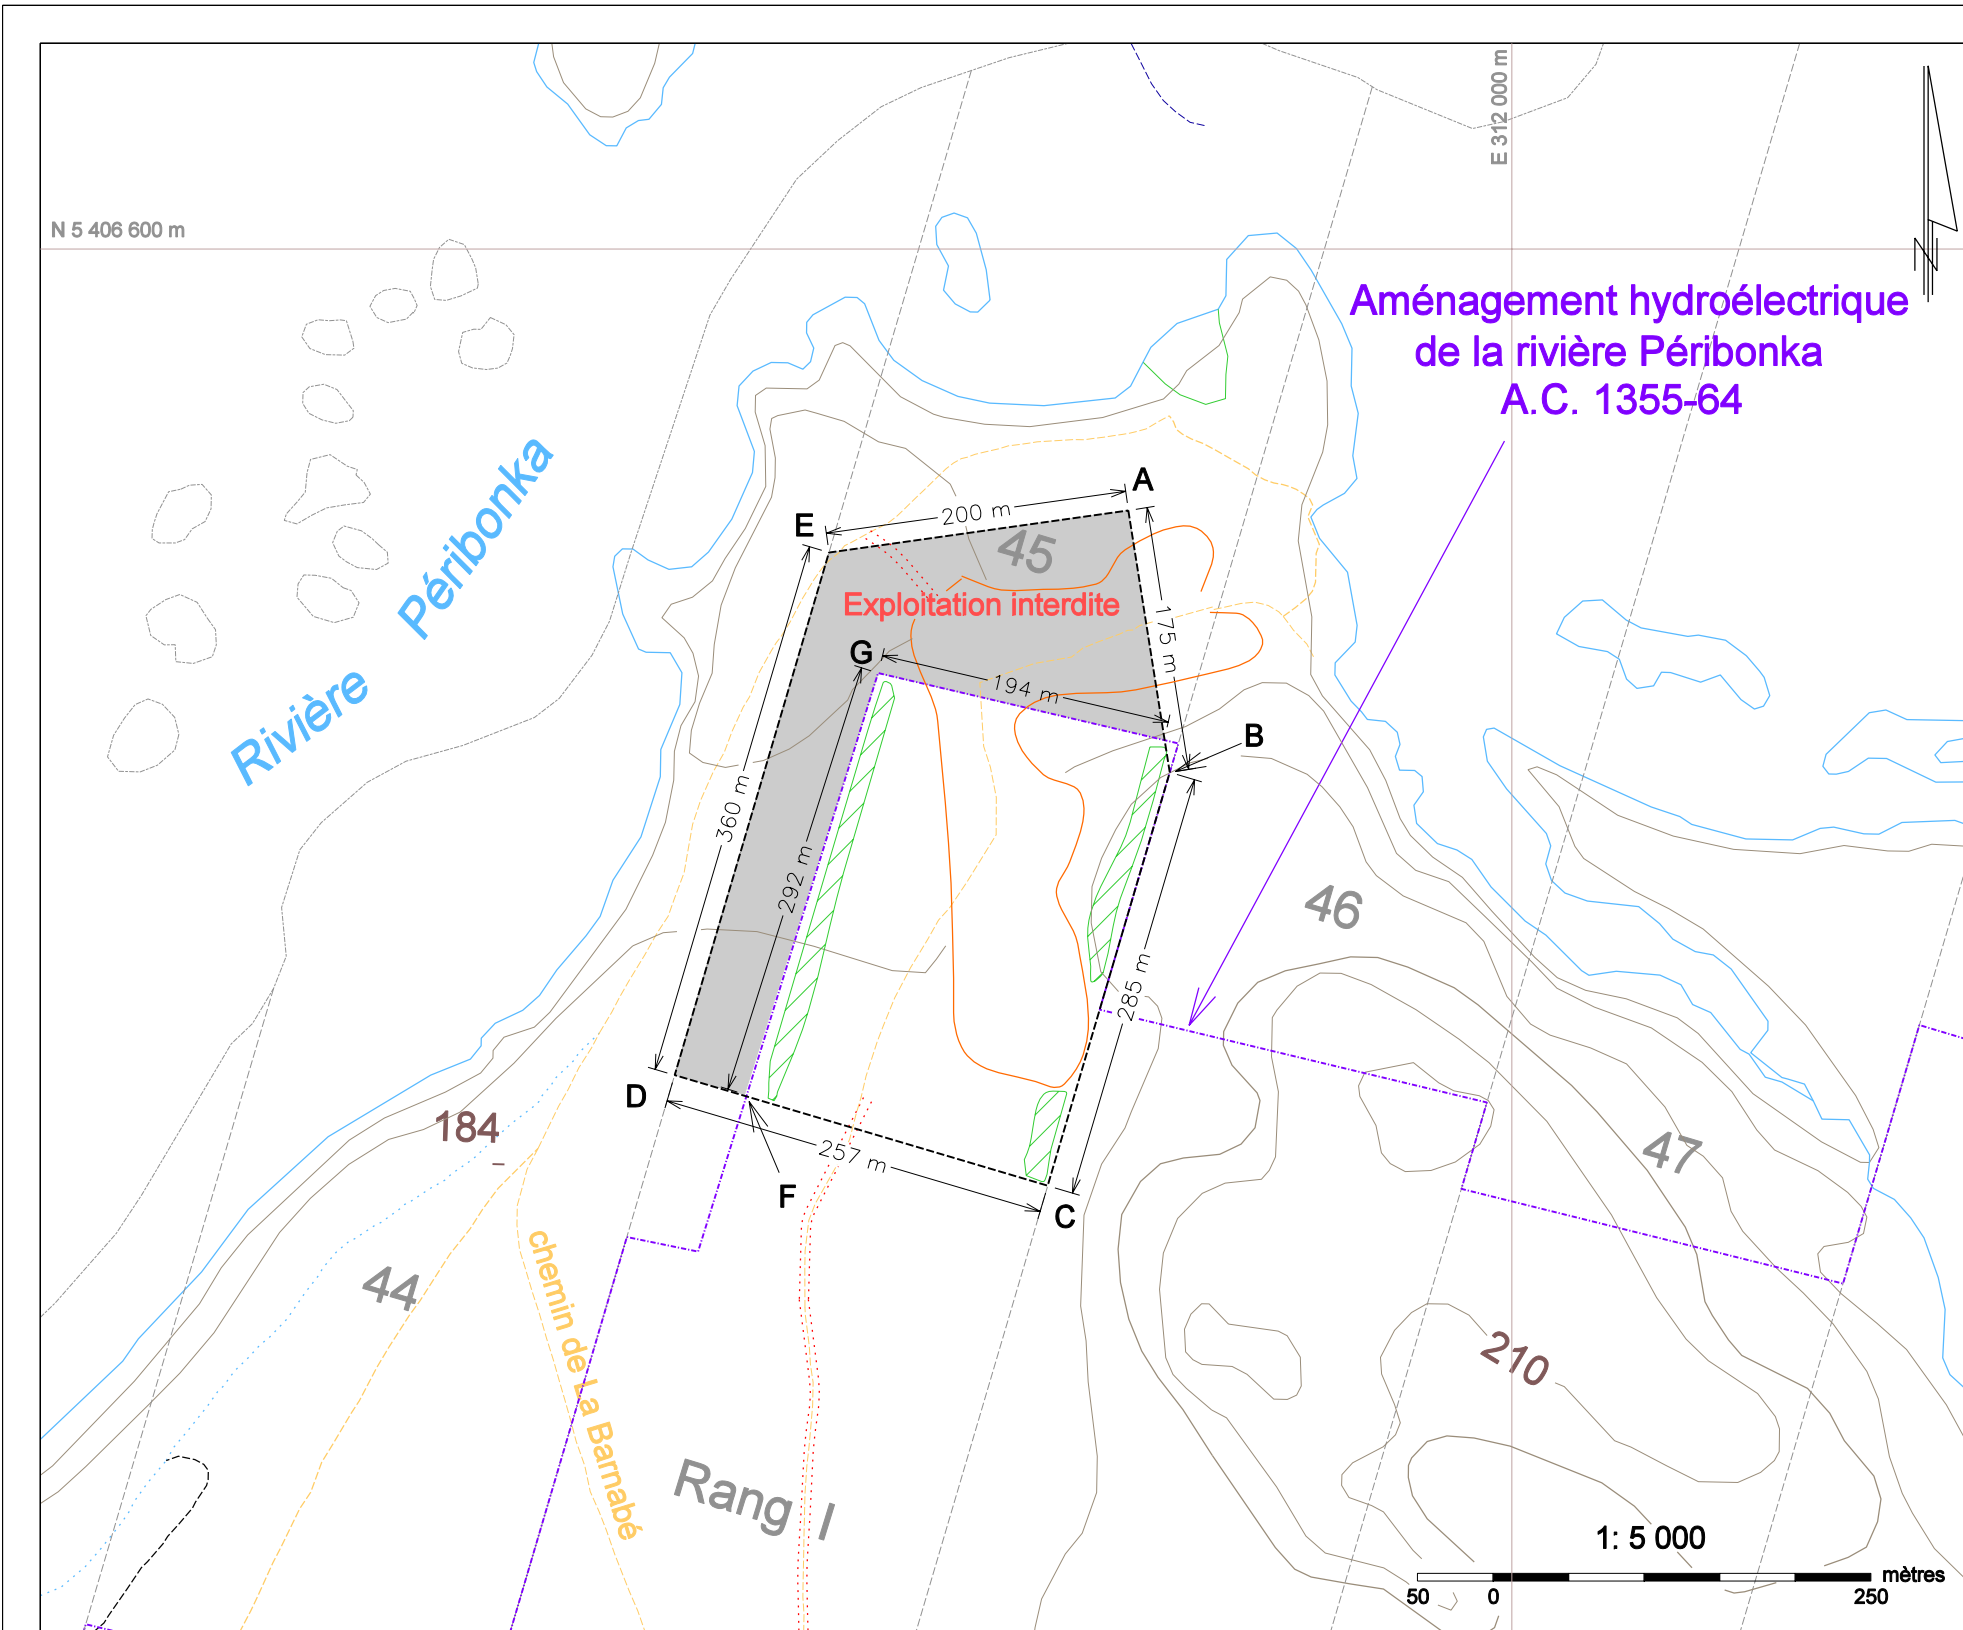 E 312 000 m
N 5 406 600 m
Aménagement hydroélectrique
de la rivière Péribonka
A.C. 1355-64
Rivière Péribonka
A
E
200 m
45
Exploitation interdite
175 m
G
194 m
B
360 m
292 m
46
285 m
D
184
257 m
F
C
47
44
chemin de La Barnabé
210
Rang I
1: 5 000
mètres
50 0 250
N